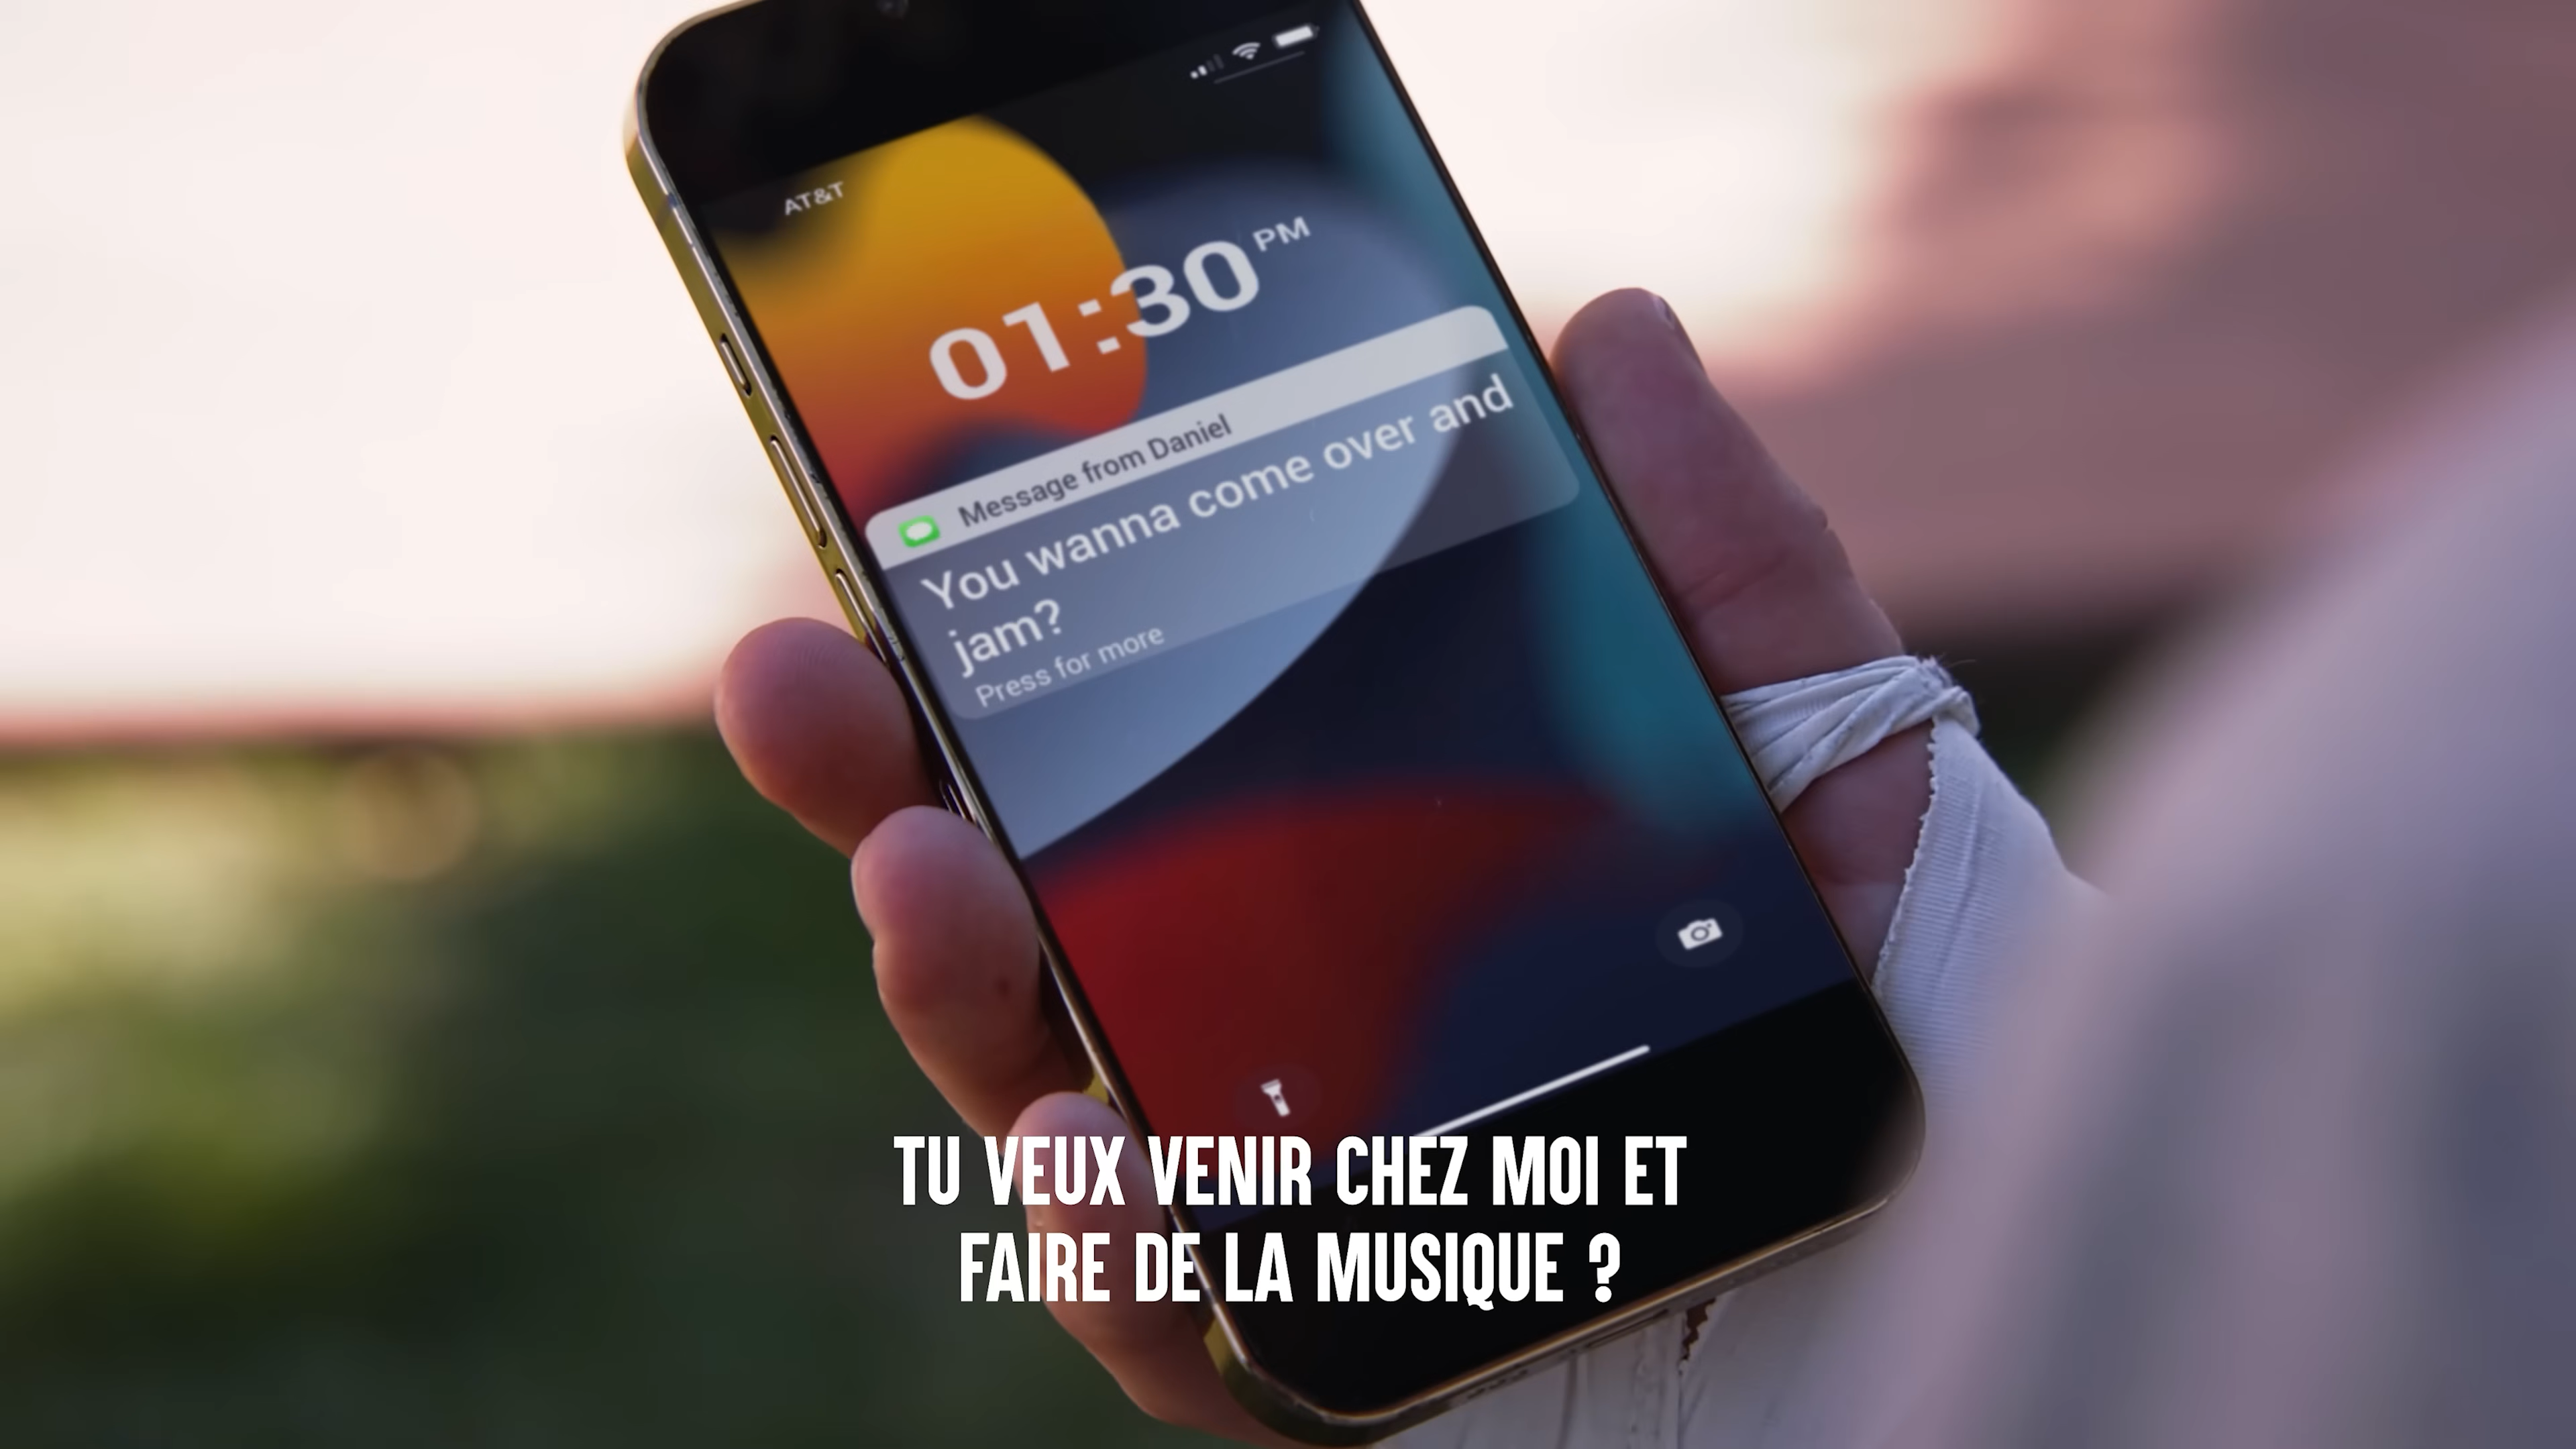 AT&T
01:30 PM
Message from Daniel
You wanna come over and
jam?
Press for more
TU VEUX VENIR CHEZ MOI ET
FAIRE DE LA MUSIQUE ?